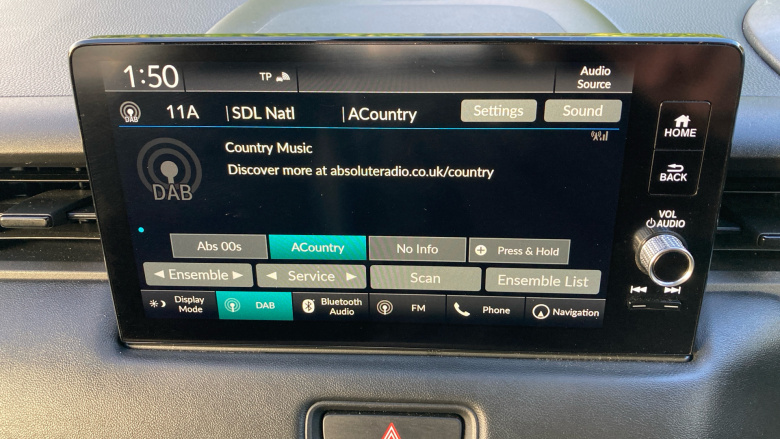 1:50
TP
Audio
Source
DAB
11A
SDL Natl
ACountry
Settings
Sound
HOME
BACK
VOL
AUDIO
DAB
Country Music
Discover more at absoluteradio.co.uk/country
Abs 00s
ACountry
No Info
Press & Hold
Ensemble
Service
Scan
Ensemble List
Display
Mode
DAB
Bluetooth
Audio
FM
Phone
Navigation